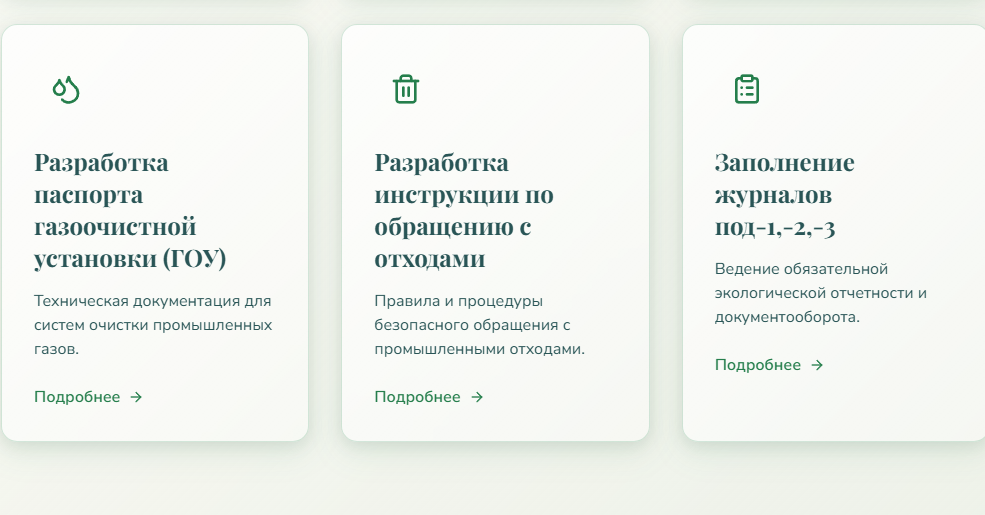 Разработка
паспорта
газоочистной
установки (ГОУ)
Техническая документация для
систем очистки промышленных
газов.
Подробнее →
Разработка
инструкции по
обращению с
отходами
Правила и процедуры
безопасного обращения с
промышленными отходами.
Подробнее →
Заполнение
журналов
под-1,-2,-3
Ведение обязательной
экологической отчетности и
документооборота.
Подробнее →